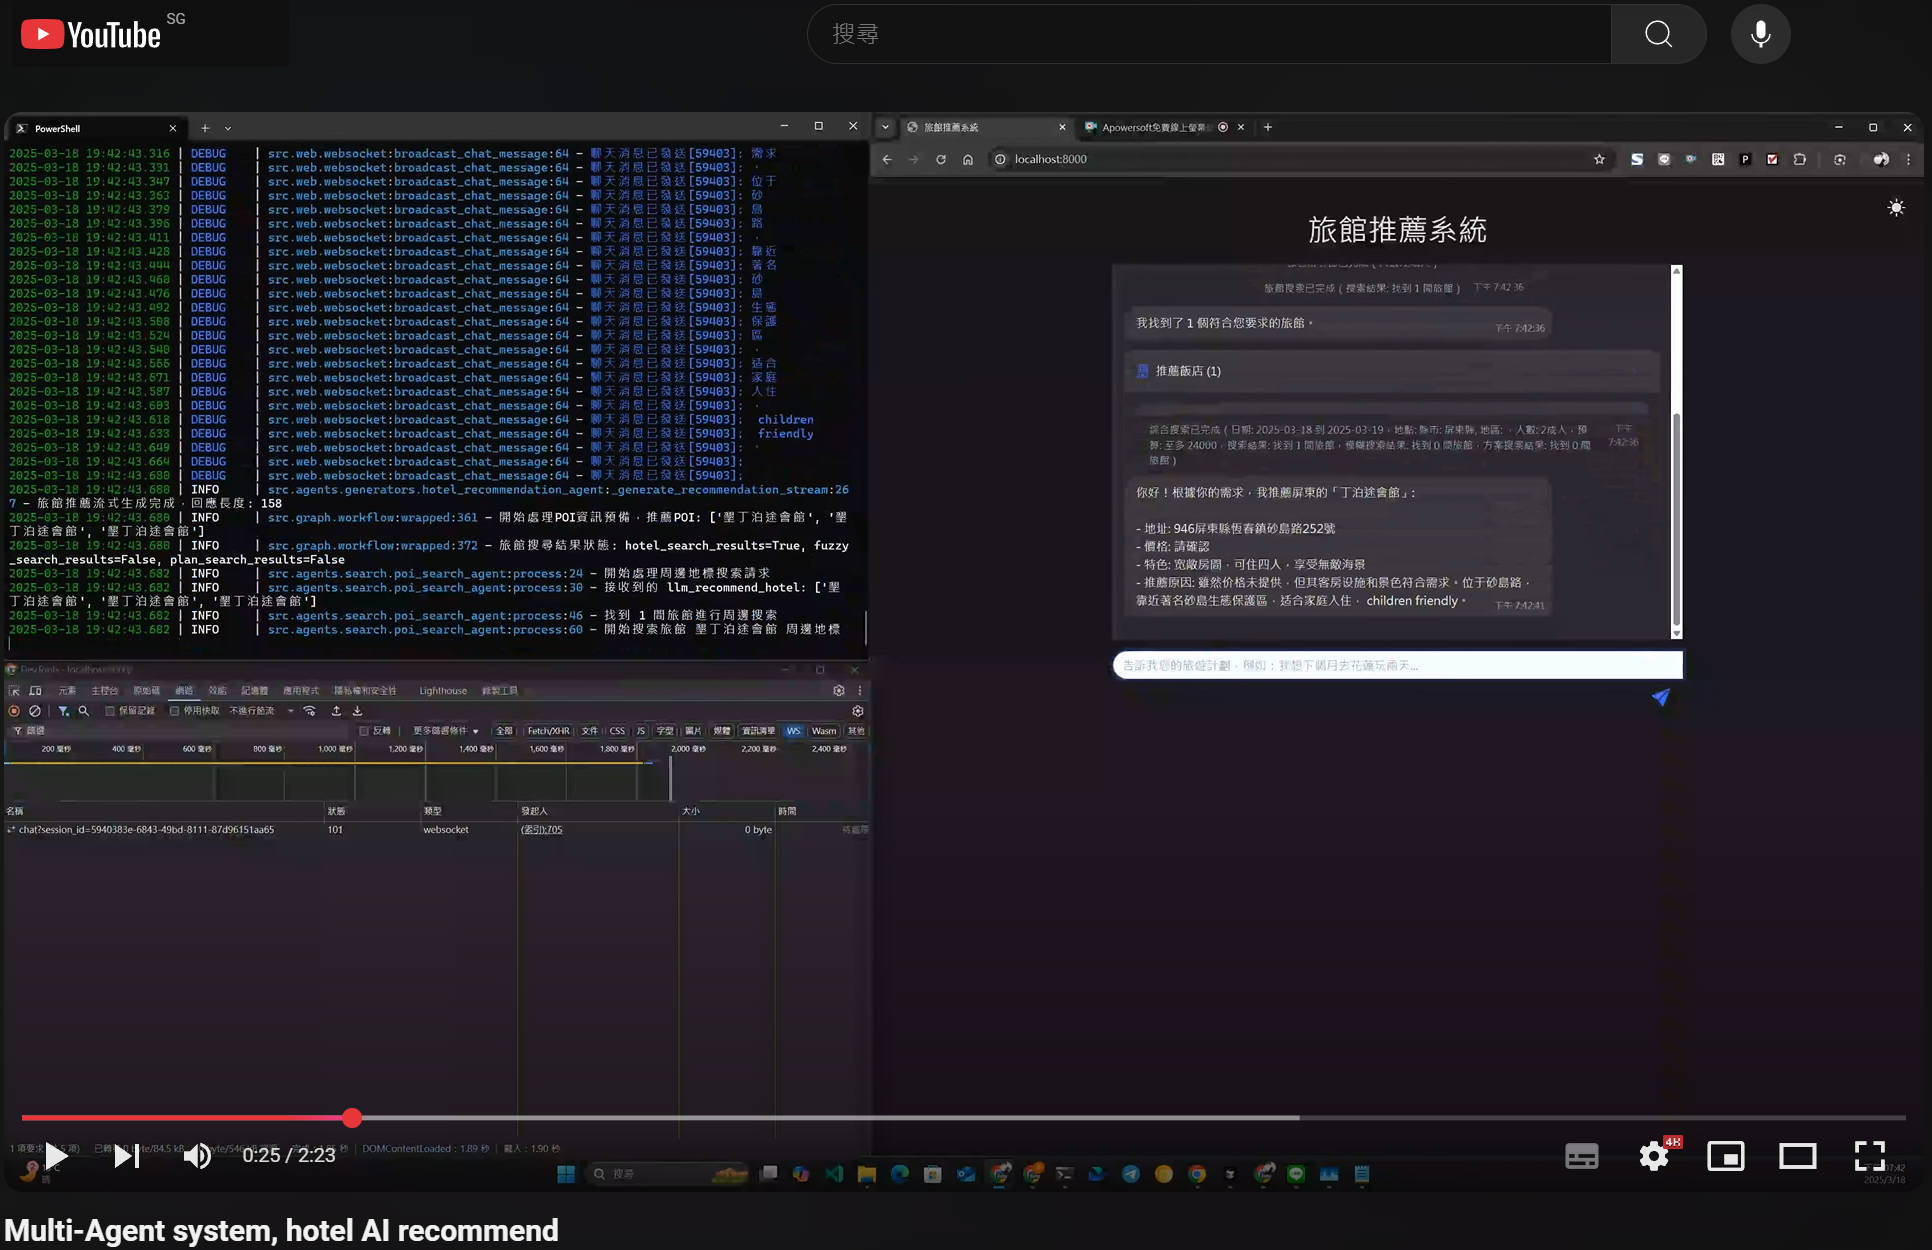 YouTube
SG
搜尋
PowerShell
2025-03-18 19:42:43.316 | DEBUG | src.web.websocket:broadcast_chat_message:64 - 聊天消息已發送[59403]: 需求
2025-03-18 19:42:43.331 | DEBUG | src.web.websocket:broadcast_chat_message:64 - 聊天消息已發送[59403]: ,
2025-03-18 19:42:43.347 | DEBUG | src.web.websocket:broadcast_chat_message:64 - 聊天消息已發送[59403]: 位于
2025-03-18 19:42:43.363 | DEBUG | src.web.websocket:broadcast_chat_message:64 - 聊天消息已發送[59403]: 砂
2025-03-18 19:42:43.379 | DEBUG | src.web.websocket:broadcast_chat_message:64 - 聊天消息已發送[59403]: 島
2025-03-18 19:42:43.396 | DEBUG | src.web.websocket:broadcast_chat_message:64 - 聊天消息已發送[59403]: 路
2025-03-18 19:42:43.411 | DEBUG | src.web.websocket:broadcast_chat_message:64 - 聊天消息已發送[59403]: ,
2025-03-18 19:42:43.428 | DEBUG | src.web.websocket:broadcast_chat_message:64 - 聊天消息已發送[59403]: 靠近
2025-03-18 19:42:43.444 | DEBUG | src.web.websocket:broadcast_chat_message:64 - 聊天消息已發送[59403]: 著名
2025-03-18 19:42:43.460 | DEBUG | src.web.websocket:broadcast_chat_message:64 - 聊天消息已發送[59403]: 砂
2025-03-18 19:42:43.476 | DEBUG | src.web.websocket:broadcast_chat_message:64 - 聊天消息已發送[59403]: 島
2025-03-18 19:42:43.492 | DEBUG | src.web.websocket:broadcast_chat_message:64 - 聊天消息已發送[59403]: 生態
2025-03-18 19:42:43.508 | DEBUG | src.web.websocket:broadcast_chat_message:64 - 聊天消息已發送[59403]: 保護
2025-03-18 19:42:43.524 | DEBUG | src.web.websocket:broadcast_chat_message:64 - 聊天消息已發送[59403]: 區
2025-03-18 19:42:43.540 | DEBUG | src.web.websocket:broadcast_chat_message:64 - 聊天消息已發送[59403]: ,
2025-03-18 19:42:43.555 | DEBUG | src.web.websocket:broadcast_chat_message:64 - 聊天消息已發送[59403]: 适合
2025-03-18 19:42:43.571 | DEBUG | src.web.websocket:broadcast_chat_message:64 - 聊天消息已發送[59403]: 家庭
2025-03-18 19:42:43.587 | DEBUG | src.web.websocket:broadcast_chat_message:64 - 聊天消息已發送[59403]: 人住
2025-03-18 19:42:43.603 | DEBUG | src.web.websocket:broadcast_chat_message:64 - 聊天消息已發送[59403]: ,
2025-03-18 19:42:43.618 | DEBUG | src.web.websocket:broadcast_chat_message:64 - 聊天消息已發送[59403]: children
2025-03-18 19:42:43.633 | DEBUG | src.web.websocket:broadcast_chat_message:64 - 聊天消息已發送[59403]: friendly
2025-03-18 19:42:43.649 | DEBUG | src.web.websocket:broadcast_chat_message:64 - 聊天消息已發送[59403]: 。
2025-03-18 19:42:43.664 | DEBUG | src.web.websocket:broadcast_chat_message:64 - 聊天消息已發送[59403]:
2025-03-18 19:42:43.680 | DEBUG | src.web.websocket:broadcast_chat_message:64 - 聊天消息已發送[59403]:
2025-03-18 19:42:43.680 | INFO | src.agents.generators.hotel_recommendation_agent:_generate_recommendation_stream:26
7 - 旅館推薦流式生成完成，回應長度: 158
2025-03-18 19:42:43.680 | INFO | src.graph.workflow:wrapped:361 - 開始處理POI資訊預備，推薦POI: ['墾丁泊途會館', '墾
丁泊途會館', '墾丁泊途會館']
2025-03-18 19:42:43.680 | INFO | src.graph.workflow:wrapped:372 - 旅館搜尋結果狀態: hotel_search_results=True, fuzzy
_search_results=False, plan_search_results=False
2025-03-18 19:42:43.682 | INFO | src.agents.search.poi_search_agent:process:24 - 開始處理周邊地標搜索請求
2025-03-18 19:42:43.682 | INFO | src.agents.search.poi_search_agent:process:30 - 接收到的 llm_recommend_hotel: ['墾
丁泊途會館', '墾丁泊途會館', '墾丁泊途會館']
2025-03-18 19:42:43.682 | INFO | src.agents.search.poi_search_agent:process:46 - 找到 1 間旅館進行周邊搜索
2025-03-18 19:42:43.682 | INFO | src.agents.search.poi_search_agent:process:60 - 開始搜索旅館 墾丁泊途會館 周邊地標
DevTools - localhost:8000/
元素 主控台 原始碼 網路 效能 記憶體 應用程式 隱私權和安全性 Lighthouse 錄製工具
保留記錄 停用快取 不進行節流
篩選 反轉 更多篩選條件 全部 Fetch/XHR 文件 CSS JS 字型 圖片 媒體 資訊清單 WS Wasm 其他
200 毫秒 400 毫秒 600 毫秒 800 毫秒 1,000 毫秒 1,200 毫秒 1,400 毫秒 1,600 毫秒 1,800 毫秒 2,000 毫秒 2,200 毫秒 2,400 毫秒
名稱 狀態 類型 發起人 大小 時間
chat?session_id=5940383e-6843-49bd-8111-87d96151aa65 101 websocket (索引):705 0 byte
DOMContentLoaded：1.89 秒 載入：1.90 秒
旅館推薦系統
Apowersoft免費線上螢幕
localhost:8000
旅館推薦系統
旅館搜索已完成 ( 搜索結果: 找到 1 間旅館 ) 下午 7:42:36
我找到了 1 個符合您要求的旅館。
下午 7:42:36
推薦飯店 (1)
綜合搜索已完成 ( 日期: 2025-03-18 到 2025-03-19，地點: 縣市: 屏東縣, 地區: ，人數: 2成人，預
算: 至多 24000，搜索結果: 找到 1 間旅館，模糊搜索結果: 找到 0 間旅館，方案搜索結果: 找到 0 間
旅館 )
下午
7:42:36
你好！根據你的需求，我推薦屏東的「丁泊途會館」:
- 地址: 946屏東縣恆春鎮砂島路252號
- 價格: 請確認
- 特色: 宽敞房間，可住四人，享受無敵海景
- 推薦原因: 雖然价格未提供，但其客房设施和景色符合需求。位于砂島路，
靠近著名砂島生態保護區，适合家庭人住， children friendly。
下午 7:42:41
告訴我您的旅遊計劃，例如：我想下個月去花蓮玩兩天...
0:25 / 2:23
搜尋
2025/3/18
Multi-Agent system, hotel AI recommend